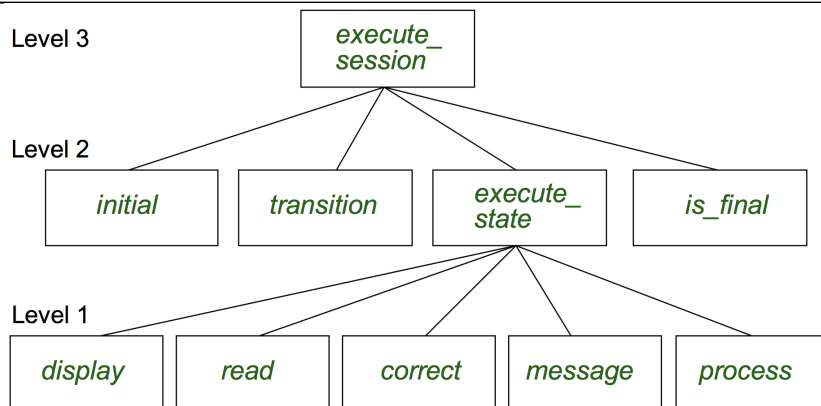 Level 3
execute_
session
Level 2
initial
transition
execute_
state
is_final
Level 1
display
read
correct
message
process